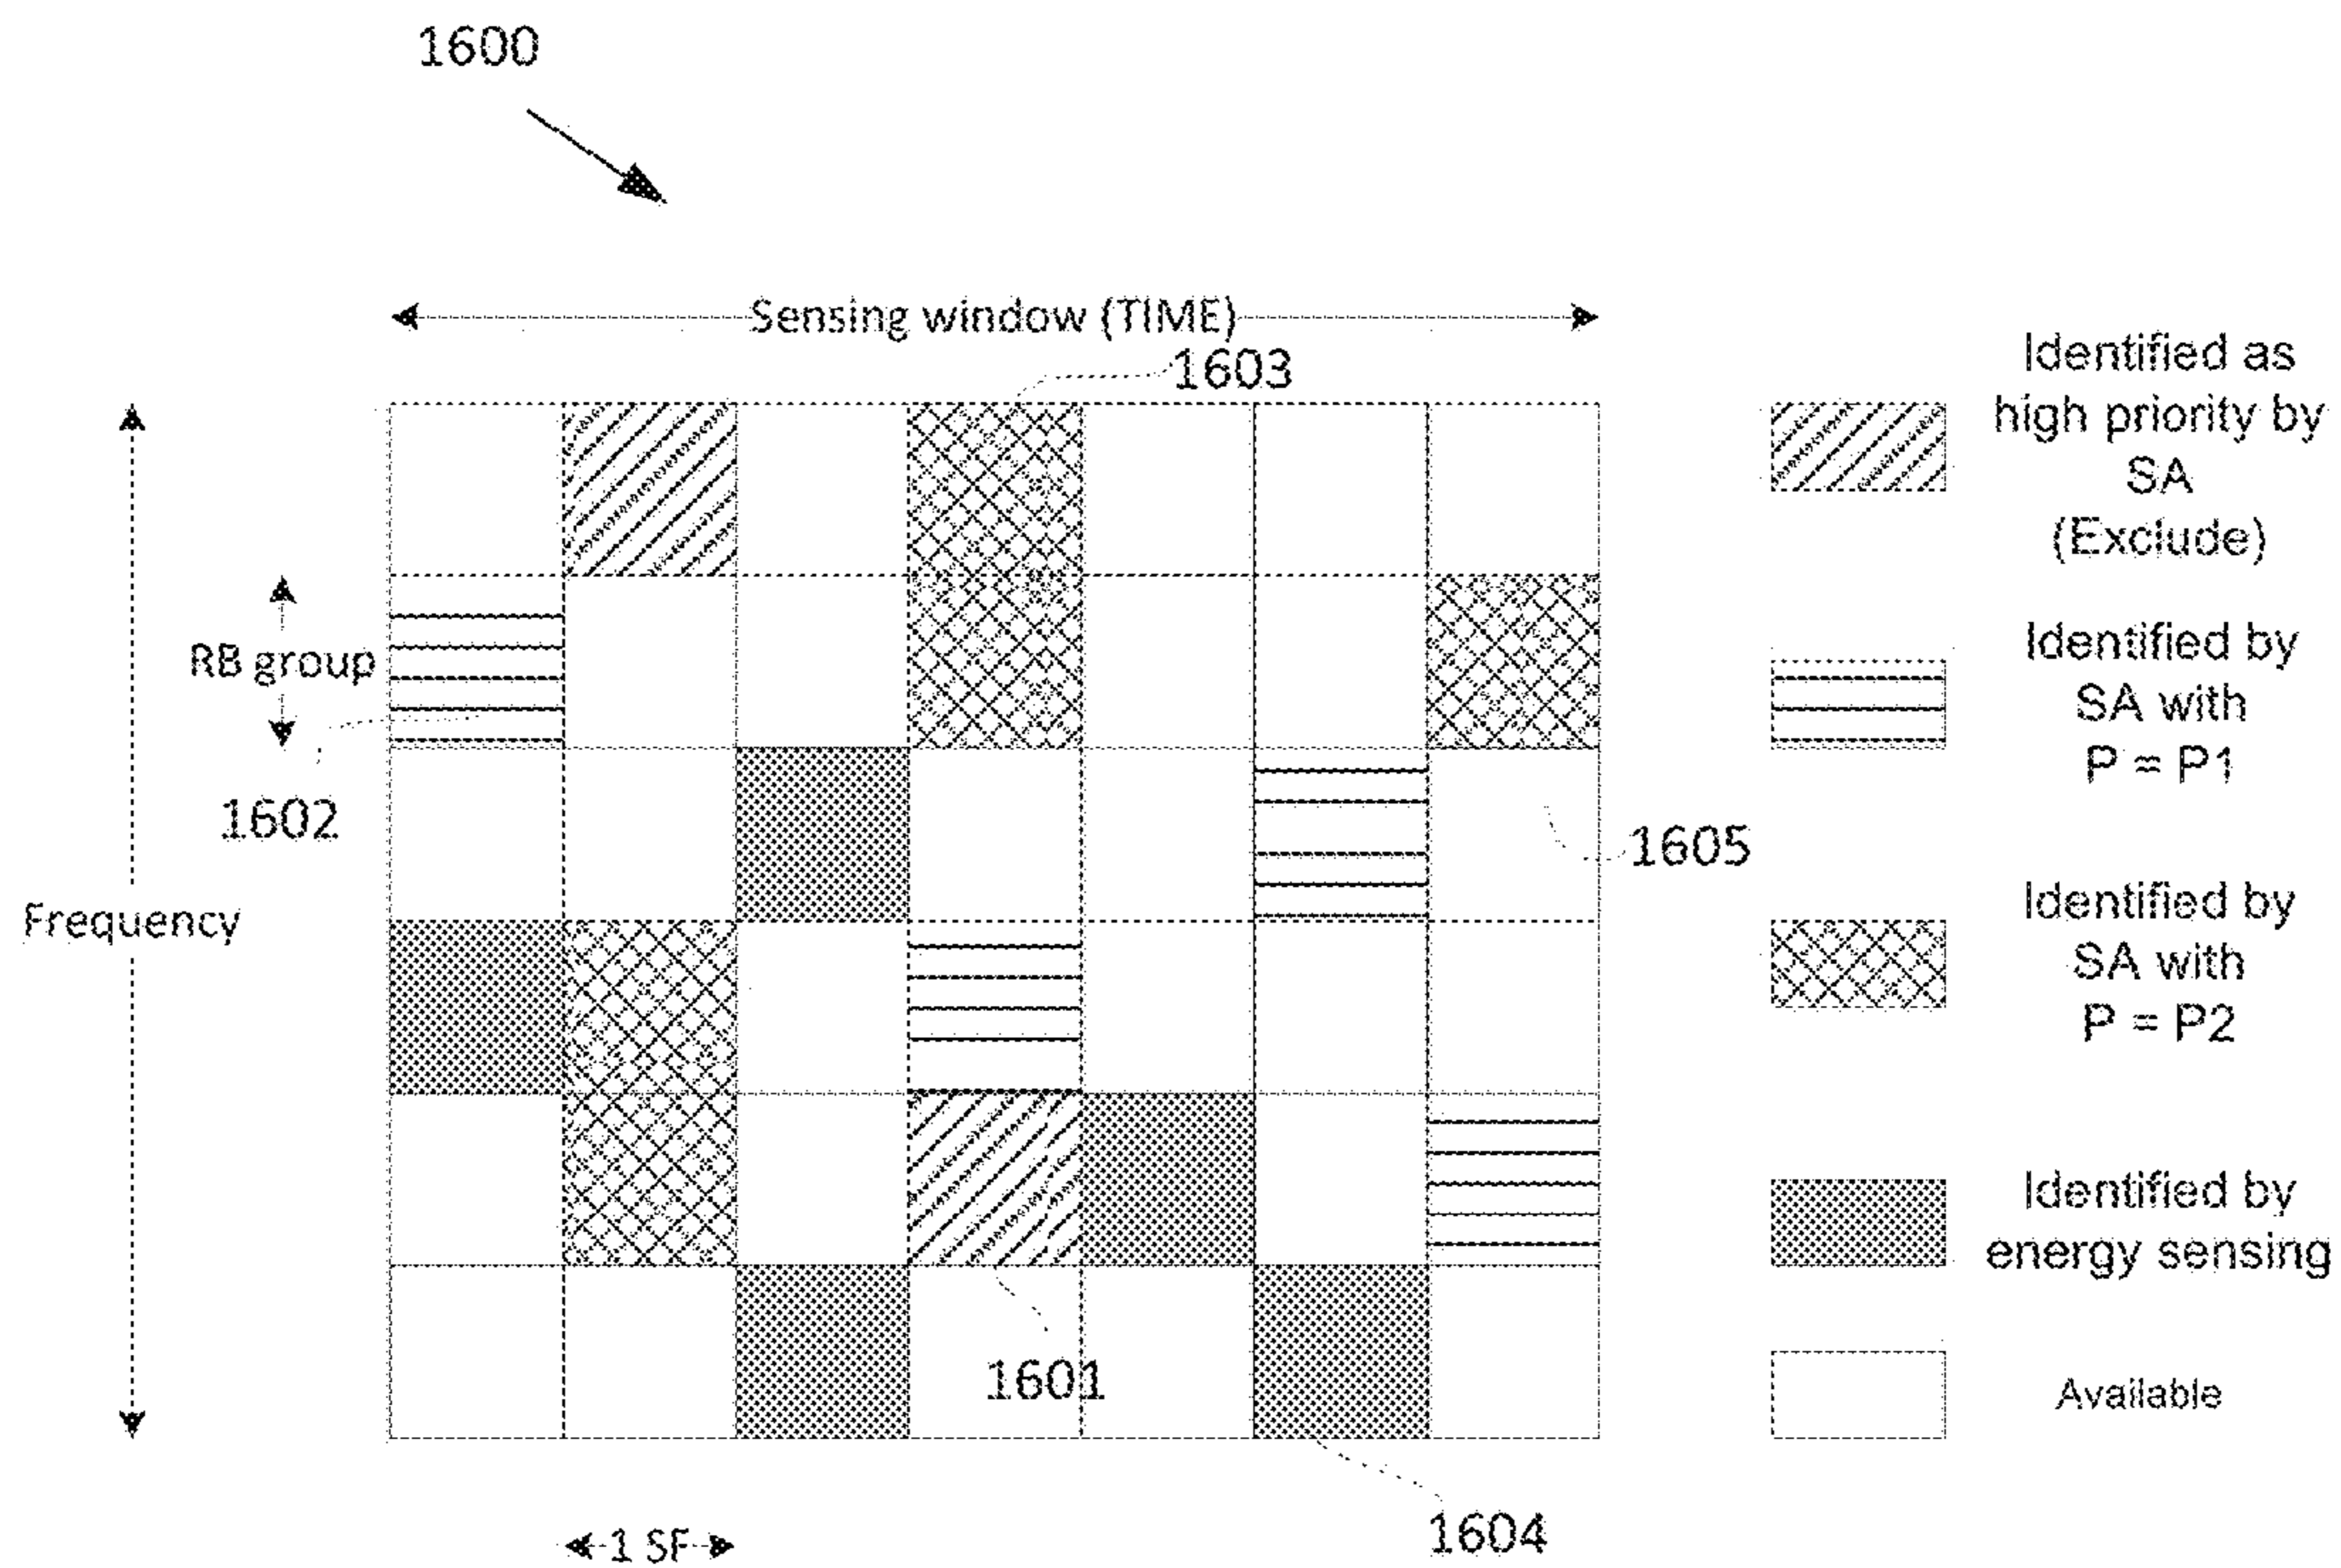 1600
Sensing window (TIME)
1603
Identified as
high priority by
SA
(Exclude)
RB group
Identified by
SA with
P = P1
1602
1605
Frequency
Identified by
SA with
P = P2
Identified by
energy sensing
1601
Available
1 SF
1604